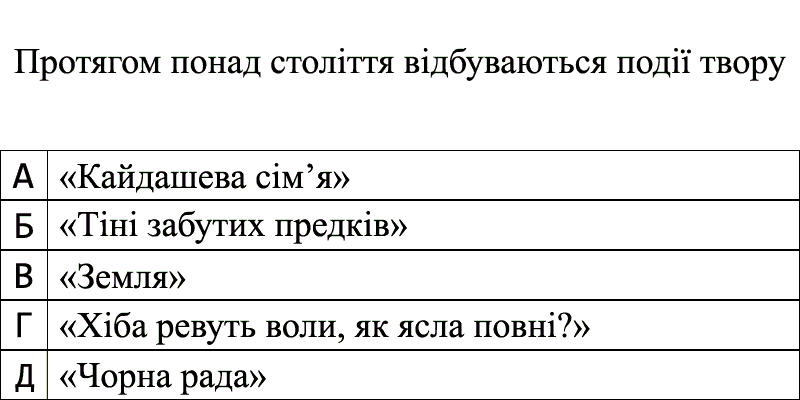 Протягом понад століття відбуваються події твору
А «Кайдашева сім’я»
Б «Тіні забутих предків»
В «Земля»
Г «Хіба ревуть воли, як ясла повні?»
Д «Чорна рада»